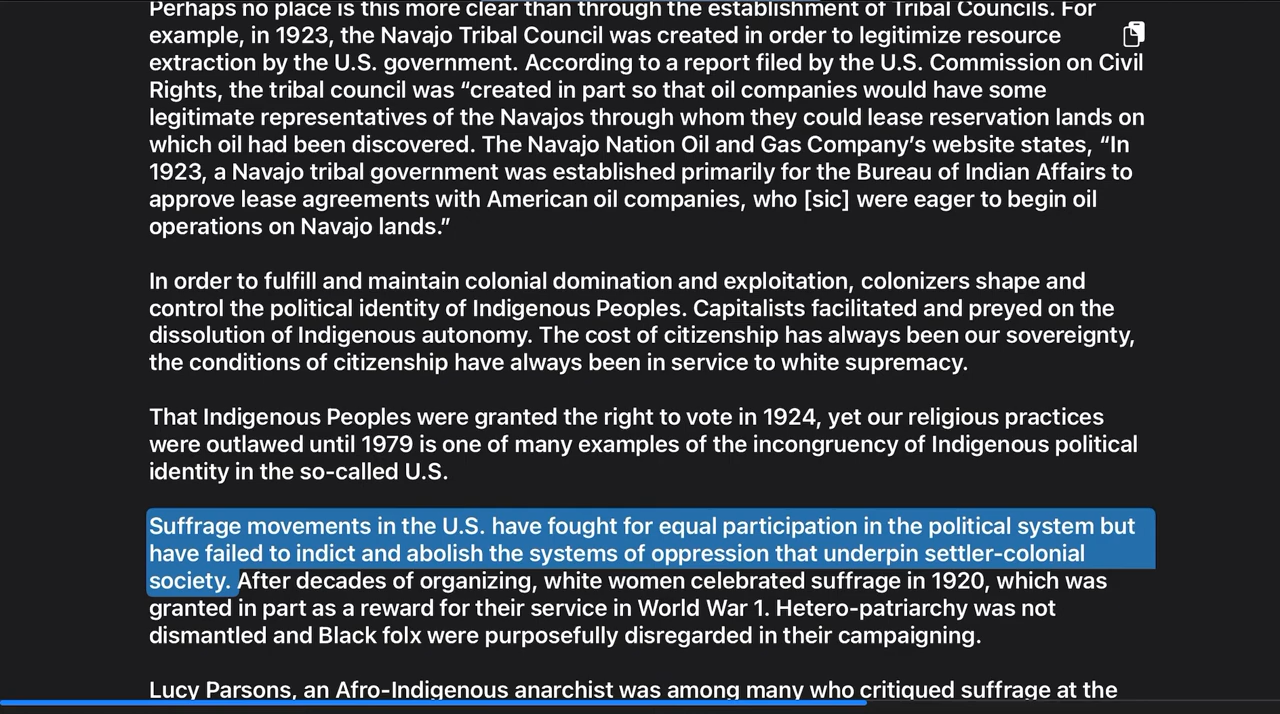 Perhaps no place is this more clear than through the establishment of Tribal Councils. For
example, in 1923, the Navajo Tribal Council was created in order to legitimize resource
extraction by the U.S. government. According to a report filed by the U.S. Commission on Civil
Rights, the tribal council was “created in part so that oil companies would have some
legitimate representatives of the Navajos through whom they could lease reservation lands on
which oil had been discovered. The Navajo Nation Oil and Gas Company’s website states, “In
1923, a Navajo tribal government was established primarily for the Bureau of Indian Affairs to
approve lease agreements with American oil companies, who [sic] were eager to begin oil
operations on Navajo lands.”
In order to fulfill and maintain colonial domination and exploitation, colonizers shape and
control the political identity of Indigenous Peoples. Capitalists facilitated and preyed on the
dissolution of Indigenous autonomy. The cost of citizenship has always been our sovereignty,
the conditions of citizenship have always been in service to white supremacy.
That Indigenous Peoples were granted the right to vote in 1924, yet our religious practices
were outlawed until 1979 is one of many examples of the incongruency of Indigenous political
identity in the so-called U.S.
Suffrage movements in the U.S. have fought for equal participation in the political system but
have failed to indict and abolish the systems of oppression that underpin settler-colonial
society. After decades of organizing, white women celebrated suffrage in 1920, which was
granted in part as a reward for their service in World War 1. Hetero-patriarchy was not
dismantled and Black folx were purposefully disregarded in their campaigning.
Lucy Parsons, an Afro-Indigenous anarchist was among many who critiqued suffrage at the